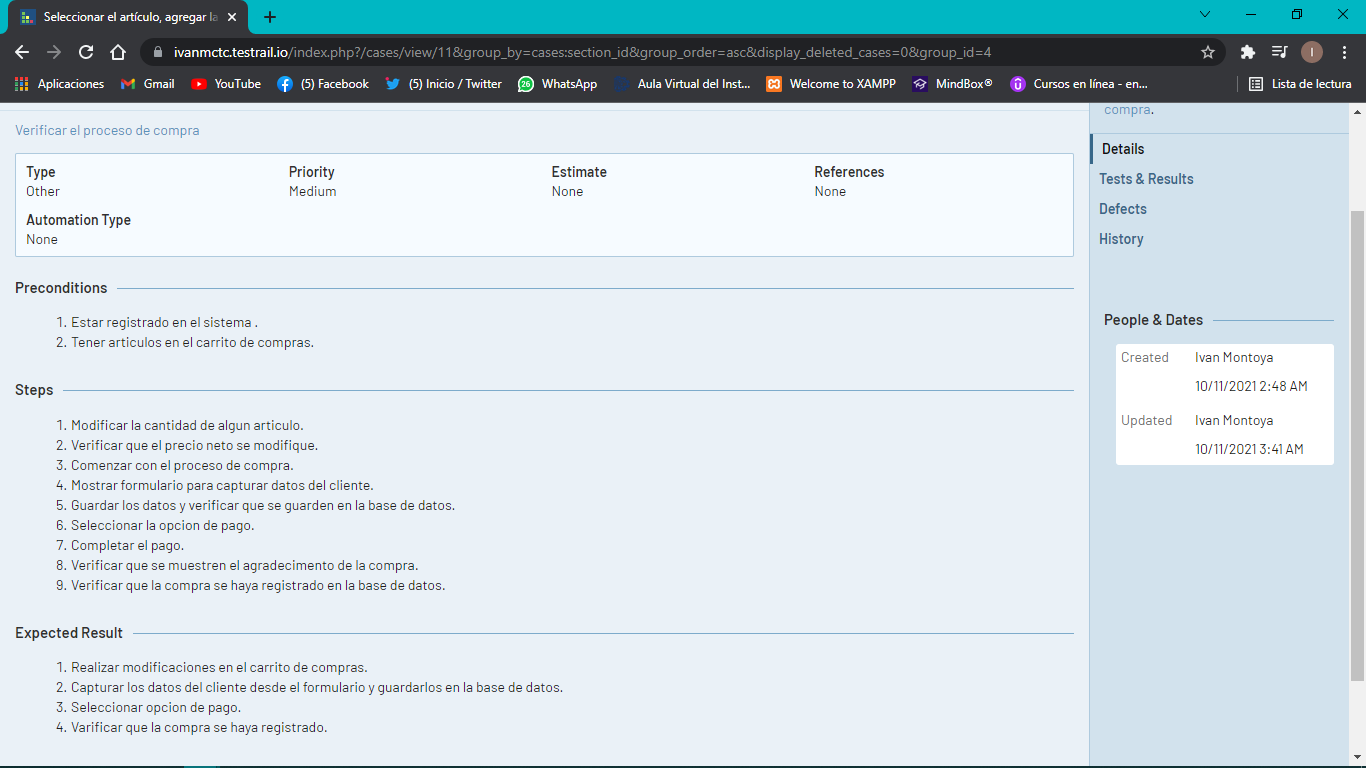 Seleccionar el artículo, agregar la
ivanmctc.testrail.io/index.php?/cases/view/11&group_by=cases:section_id&group_order=asc&display_deleted_cases=0&group_id=4
I
Aplicaciones
Gmail
YouTube
(5) Facebook
(5) Inicio / Twitter
26
WhatsApp
Aula Virtual del Inst...
Welcome to XAMPP
MindBox®
Cursos en línea - en...
Lista de lectura
Verificar el proceso de compra
Type
Other
Priority
Medium
Estimate
None
References
None
Automation Type
None
Preconditions
1. Estar registrado en el sistema .
2. Tener articulos en el carrito de compras.
Steps
1. Modificar la cantidad de algun articulo.
2. Verificar que el precio neto se modifique.
3. Comenzar con el proceso de compra.
4. Mostrar formulario para capturar datos del cliente.
5. Guardar los datos y verificar que se guarden en la base de datos.
6. Seleccionar la opcion de pago.
7. Completar el pago.
8. Verificar que se muestren el agradecimento de la compra.
9. Verificar que la compra se haya registrado en la base de datos.
Expected Result
1. Realizar modificaciones en el carrito de compras.
2. Capturar los datos del cliente desde el formulario y guardarlos en la base de datos.
3. Seleccionar opcion de pago.
4. Varificar que la compra se haya registrado.
compra.
Details
Tests & Results
Defects
History
People & Dates
Created
Ivan Montoya
10/11/2021 2:48 AM
Updated
Ivan Montoya
10/11/2021 3:41 AM